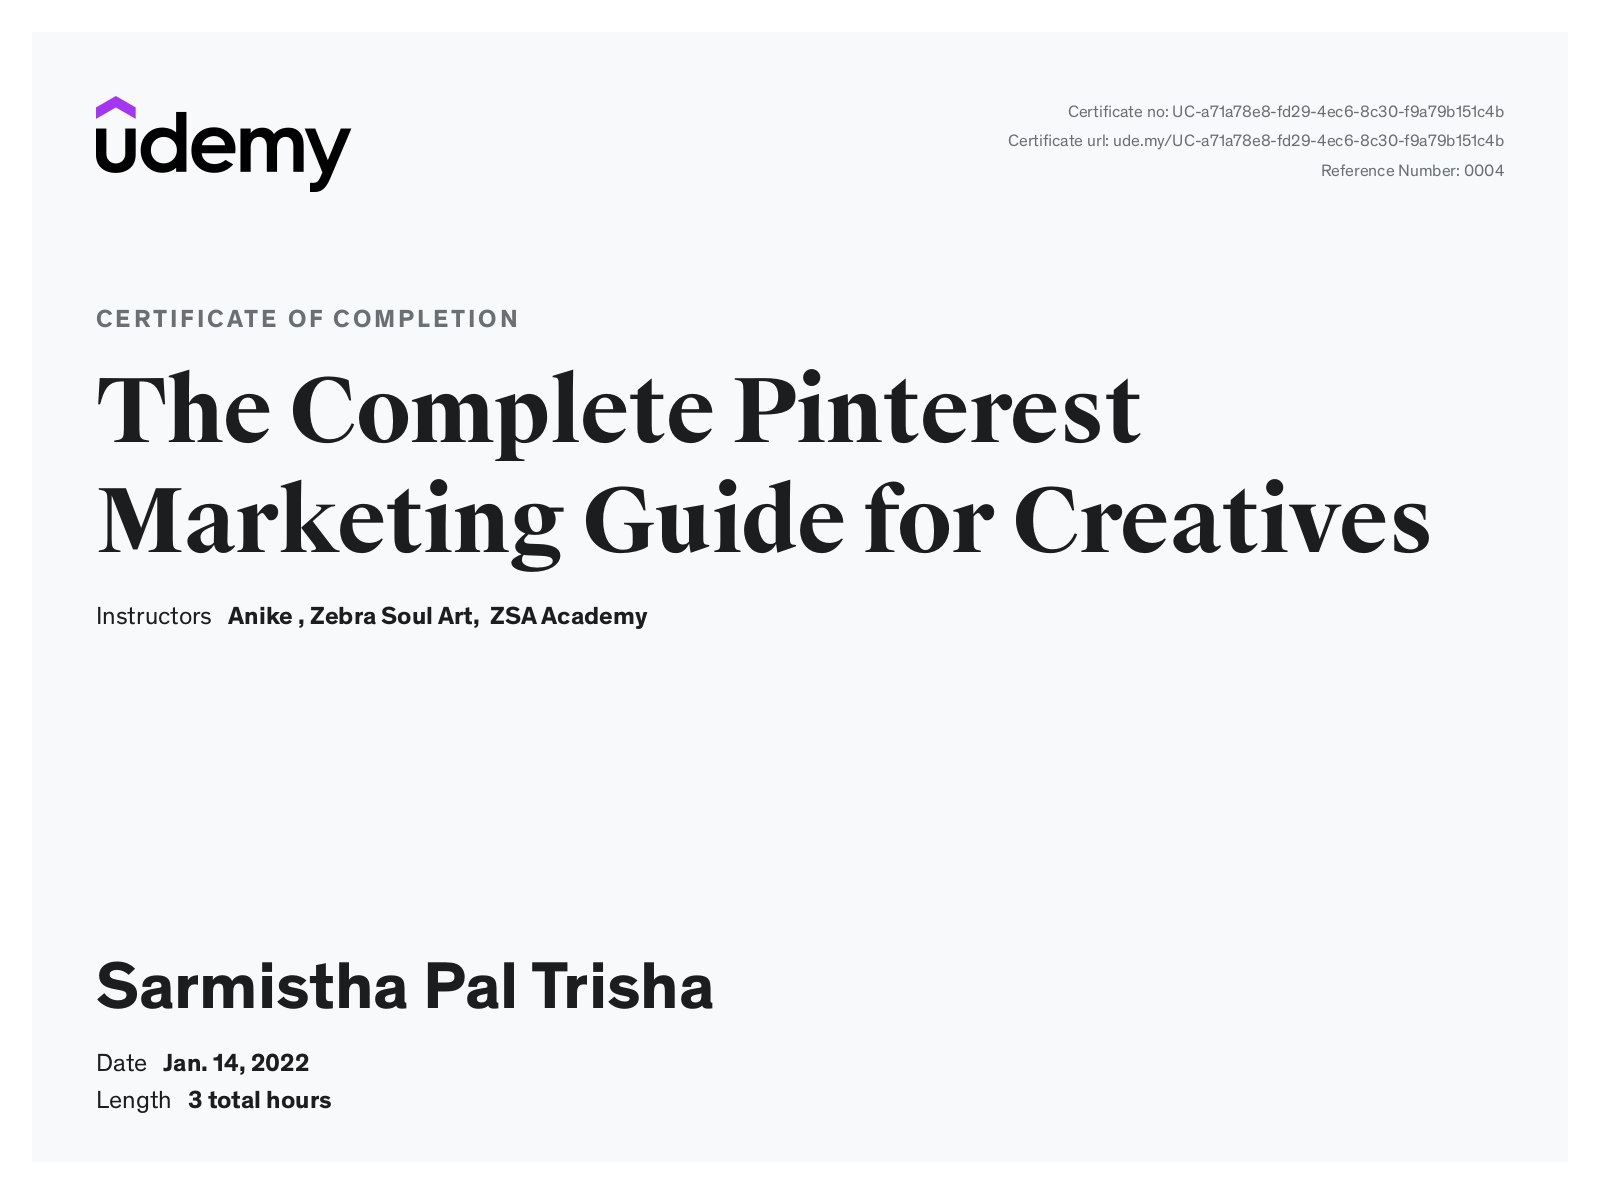 udemy
Certificate no: UC-a71a78e8-fd29-4ec6-8c30-f9a79b151c4b
Certificate url: ude.my/UC-a71a78e8-fd29-4ec6-8c30-f9a79b151c4b
Reference Number: 0004
CERTIFICATE OF COMPLETION
The Complete Pinterest
Marketing Guide for Creatives
Instructors Anike , Zebra Soul Art, ZSA Academy
Sarmistha Pal Trisha
Date Jan. 14, 2022
Length 3 total hours